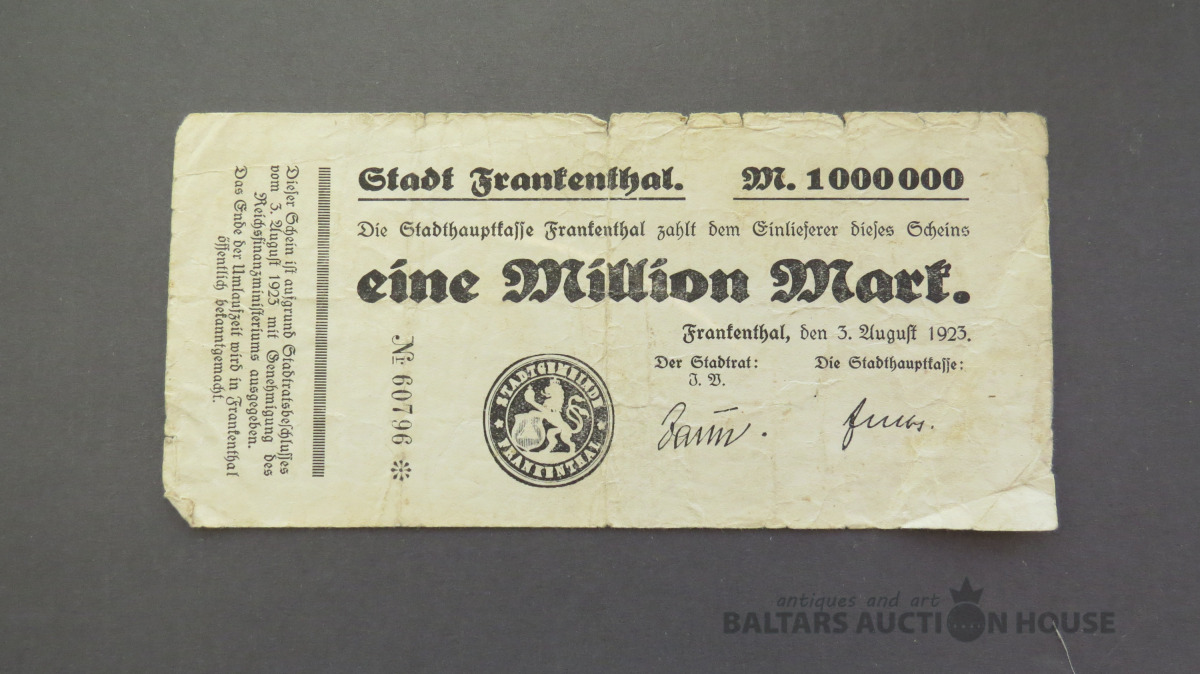 Stadt Frankenthal. M. 1000000
Die Stadthauptkasse Frankenthal zahlt dem Einlieferer dieses Scheins
eine Million Mark.
Frankenthal, den 3. August 1923.
Der Stadtrat: Die Stadthauptkasse:
J. V.
STADTGEMEINDE
FRANKENTHAL
№ 60796 ※
Dieser Schein ist aufgrund Stadtratsbeschlusses
vom 3. August 1923 mit Genehmigung des
Reichsfinanzministeriums ausgegeben.
Das Ende der Umlaufzeit wird in Frankenthal
öffentlich bekanntgemacht.
antiques and art
BALTARS AUCTION HOUSE